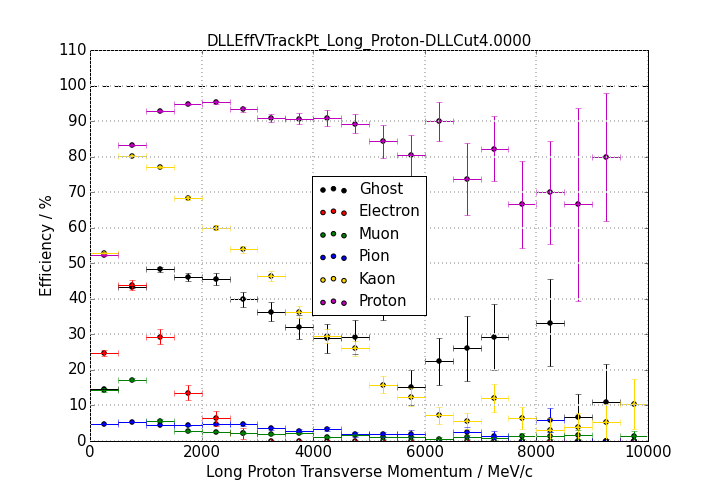 DLLEffVTrackPt_Long_Proton-DLLCut4.0000
110
100
90
80
70
60
50
40
30
20
10
0
Efficiency / %
Ghost
Electron
Muon
Pion
Kaon
Proton
0 2000 4000 6000 8000 10000
Long Proton Transverse Momentum / MeV/c